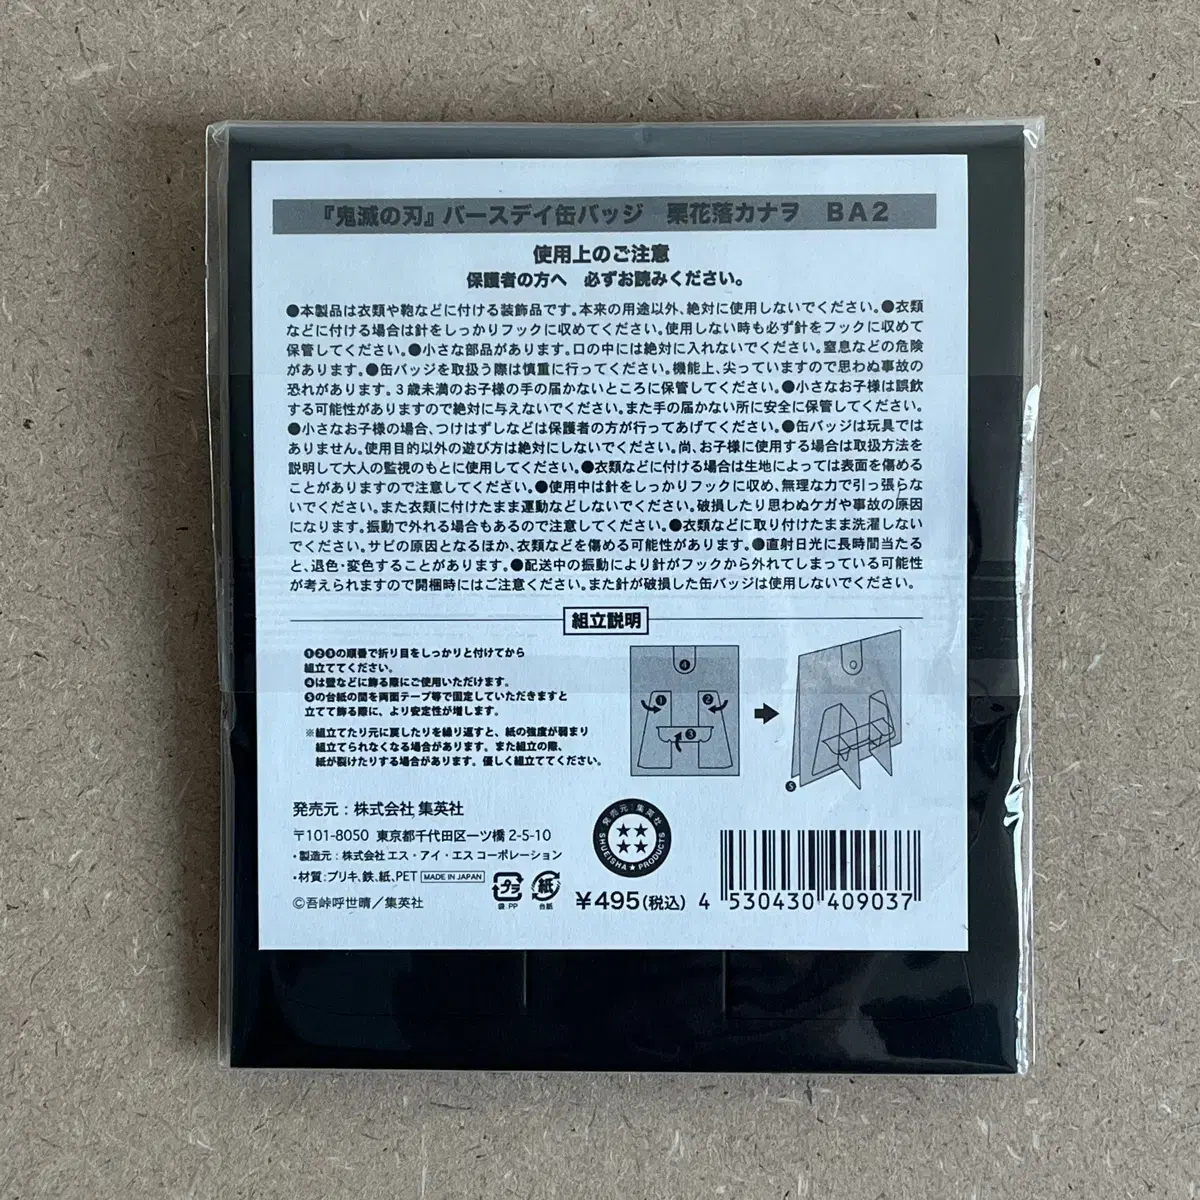 『鬼滅の刃』バースデイ缶バッジ　栗花落カナヲ　BA2
使用上のご注意
保護者の方へ　必ずお読みください。
●本製品は衣類や鞄などに付ける装飾品です。本来の用途以外、絶対に使用しないでください。●衣類
などに付ける場合は針をしっかりフックに収めてください。使用しない時も必ず針をフックに収めて
保管してください。●小さな部品があります。口の中には絶対に入れないでください。窒息などの危険
があります。●缶バッジを取扱う際は慎重に行ってください。機能上、尖っていますので思わぬ事故の
恐れがあります。3歳未満のお子様の手の届かないところに保管してください。●小さなお子様は誤飲
する可能性がありますので絶対に与えないでください。また手の届かない所に安全に保管してください。
●小さなお子様の場合、つけはずしなどは保護者の方が行ってあげてください。●缶バッジは玩具では
ありません。使用目的以外の遊び方は絶対にしないでください。尚、お子様に使用する場合は取扱方法を
説明して大人の監視のもとに使用してください。●衣類などに付ける場合は生地によっては表面を傷める
ことがありますので注意してください。●使用中は針をしっかりフックに収め、無理な力で引っ張らな
いでください。また衣類に付けたまま運動などしないでください。破損したり思わぬケガや事故の原因
になります。振動で外れる場合もあるので注意してください。●衣類などに取り付けたまま洗濯しない
でください。サビの原因となるほか、衣類などを傷める可能性があります。●直射日光に長時間当たる
と、退色・変色することがあります。●配送中の振動により針がフックから外れてしまっている可能性
が考えられますので開梱時にはご注意ください。また針が破損した缶バッジは使用しないでください。
組立説明
❶❷❸の順番で折り目をしっかりと付けてから
組立ててください。
❹は壁などに飾る際にご使用いただけます。
❺の台紙の間を両面テープ等で固定していただきますと
立てて飾る際に、より安定性が増します。
※組立てたり元に戻したりを繰り返すと、紙の強度が弱まり
組立てられなくなる場合があります。また組立の際、
紙が裂けたりする場合があります。優しく組立ててください。
❹
❶ ❷
❸
❺
発売元：株式会社 集英社
〒101-8050 東京都千代田区一ツ橋 2-5-10
・製造元：株式会社 エス・アイ・エス コーポレーション
・材質：ブリキ、鉄、紙、PET MADE IN JAPAN
©吾峠呼世晴／集英社
発売元 集英社
SHUEISHA ★ PRODUCTS
プラ
袋:PP
紙
台紙
￥495(税込)
4 530430 409037